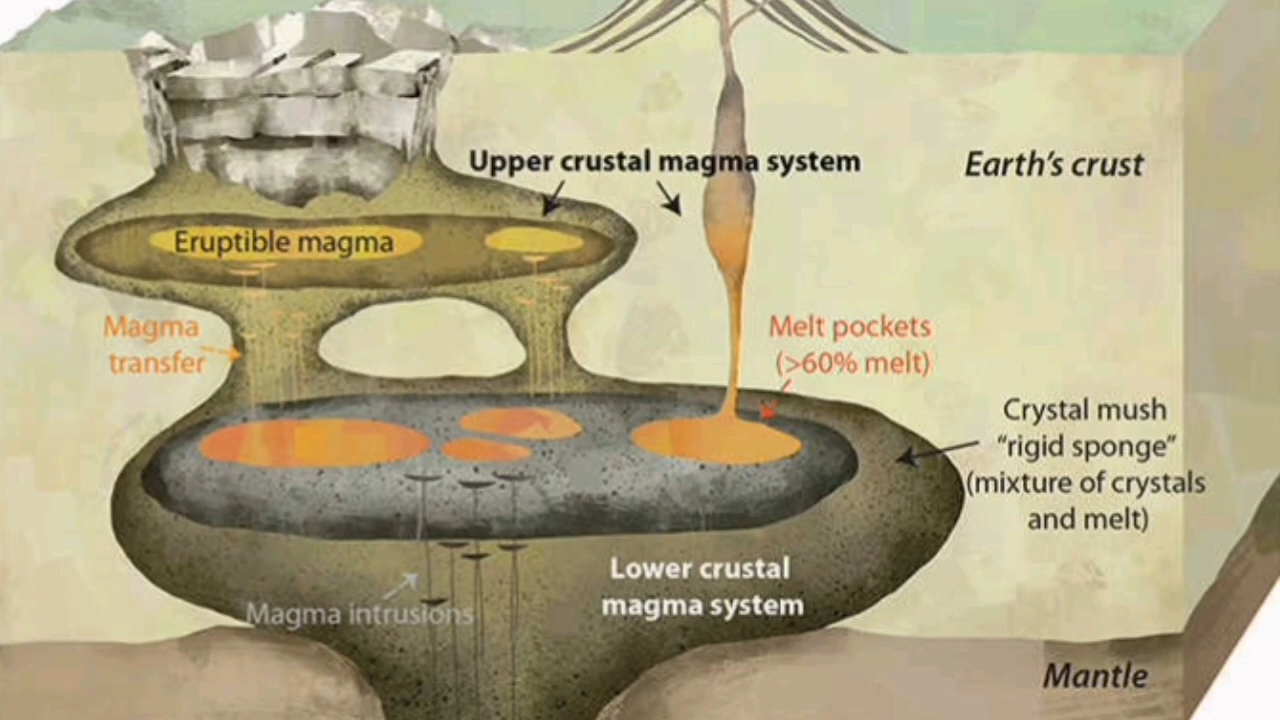 Upper crustal magma system
Earth's crust
Eruptible magma
Magma
transfer
Melt pockets
(>60% melt)
Crystal mush
"rigid sponge"
(mixture of crystals
and melt)
Lower crustal
magma system
Magma intrusions
Mantle